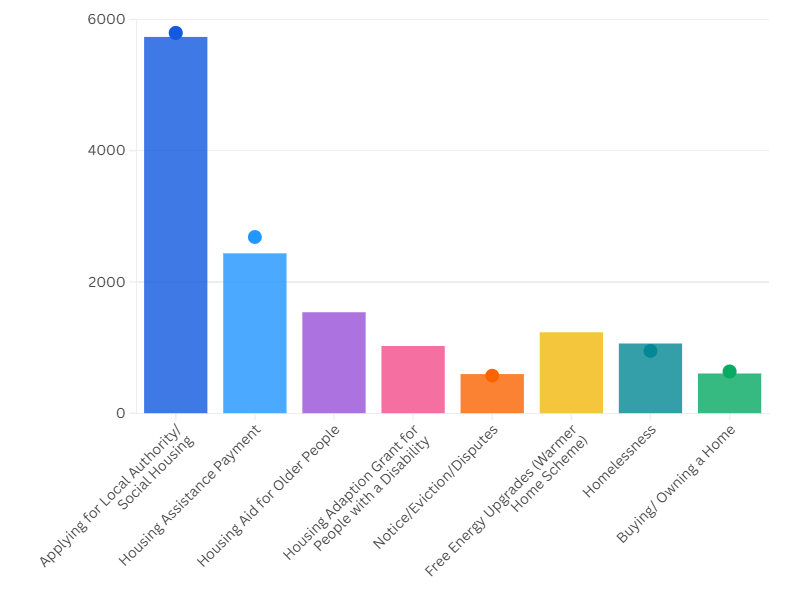 6000
4000
2000
0
Applying for Local Authority/
Social Housing
Housing Assistance Payment
Housing Aid for Older People
Housing Adaption Grant for
People with a Disability
Notice/Eviction/Disputes
Free Energy Upgrades (Warmer
Home Scheme)
Homelessness
Buying/ Owning a Home